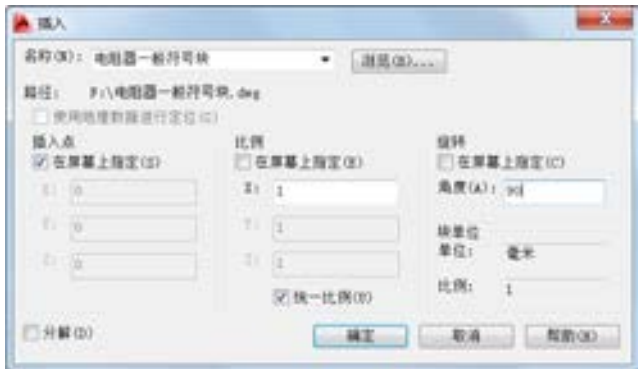 插入
名称(N): 电阻器一般符号块 浏览(B)...
路径: F:\电阻器一般符号块.dwg
使用地理数据进行定位(G)
插入点 比例 旋转
在屏幕上指定(S) 在屏幕上指定(E) 在屏幕上指定(C)
X: 0 X: 1 角度(A): 90
Y: 0 Y: 1 块单位
单位: 毫米
Z: 0 Z: 1
比例: 1
统一比例(U)
分解(D) 确定 取消 帮助(H)